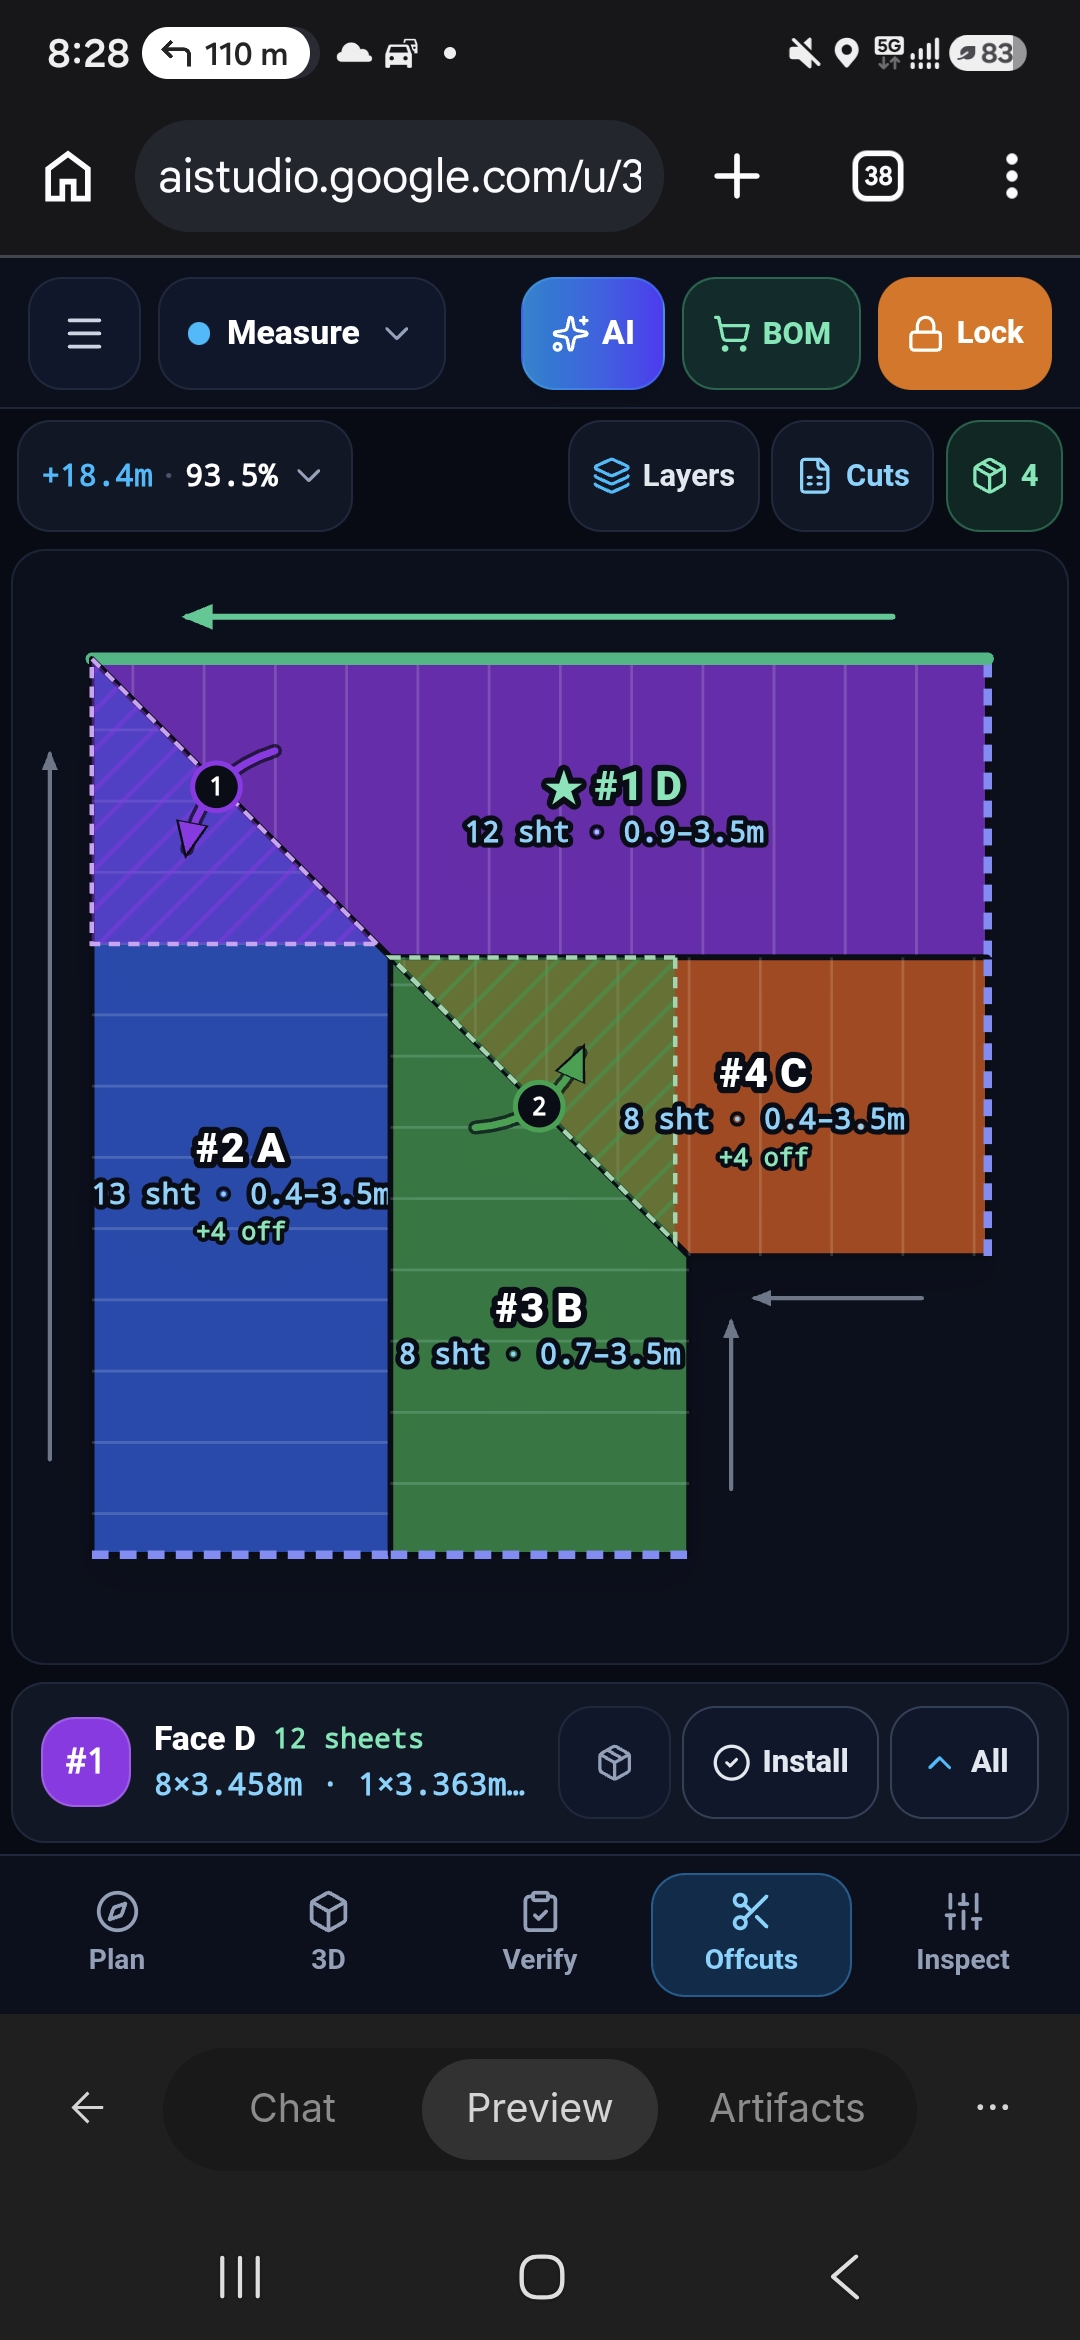 8:28
110 m
5G
83
aistudio.google.com/u/3
38
Measure
AI
BOM
Lock
+18.4m · 93.5%
Layers
Cuts
4
1
★ #1 D
12 sht • 0.9–3.5m
2
#4 C
8 sht • 0.4–3.5m
+4 off
#2 A
13 sht • 0.4–3.5m
+4 off
#3 B
8 sht • 0.7–3.5m
#1
Face D 12 sheets
8×3.458m · 1×3.363m…
Install
All
Plan
3D
Verify
Offcuts
Inspect
Chat
Preview
Artifacts